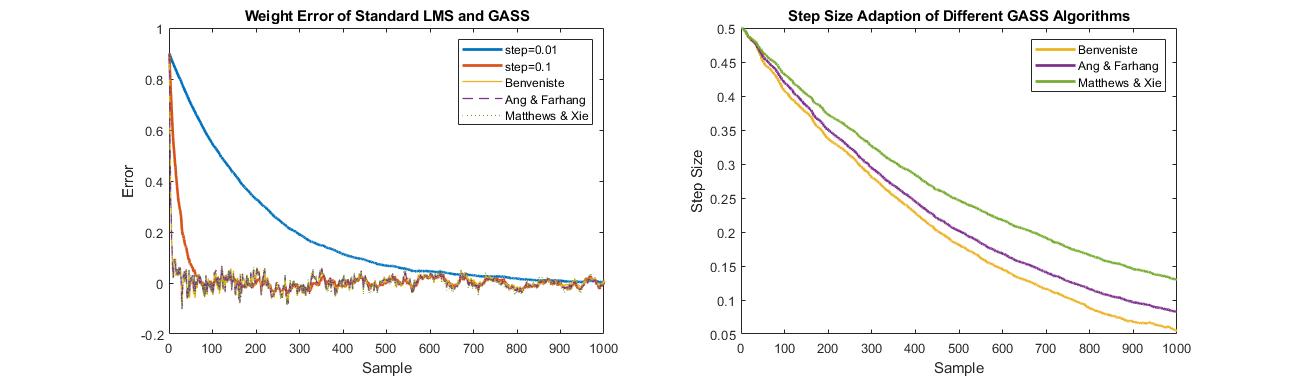 Weight Error of Standard LMS and GASS
1
0.8
0.6
0.4
0.2
0
-0.2
Error
step=0.01
step=0.1
Benveniste
Ang & Farhang
Matthews & Xie
0 100 200 300 400 500 600 700 800 900 1000
Sample
Step Size Adaption of Different GASS Algorithms
0.5
0.45
0.4
0.35
0.3
0.25
0.2
0.15
0.1
0.05
Step Size
Benveniste
Ang & Farhang
Matthews & Xie
0 100 200 300 400 500 600 700 800 900 1000
Sample